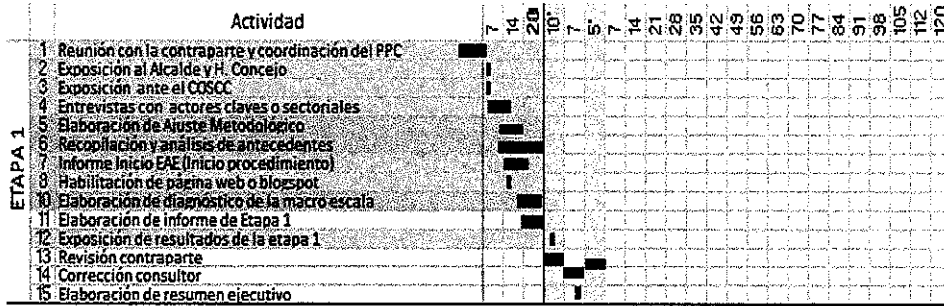 Actividad 7 14 20 10* 7 5* 7 14 21 28 35 42 49 56 63 70 77 84 91 98 105 112 120
ETAPA 1
1 Reunión con la contraparte y coordinación del PPC
2 Exposición al Alcalde y H. Concejo
3 Exposición ante el COSCC
4 Entrevistas con actores claves o sectoriales
5 Elaboración de Ajuste Metodológico
6 Recopilación y análisis de antecedentes
7 Informe Inicio EAE (Inicio procedimiento)
8 Habilitación de página web o blogspot
10 Elaboración de diagnóstico de la macro escala
11 Elaboración de informe de Etapa 1
12 Exposición de resultados de la etapa 1
13 Revisión contraparte
14 Corrección consultor
15 Elaboración de resumen ejecutivo